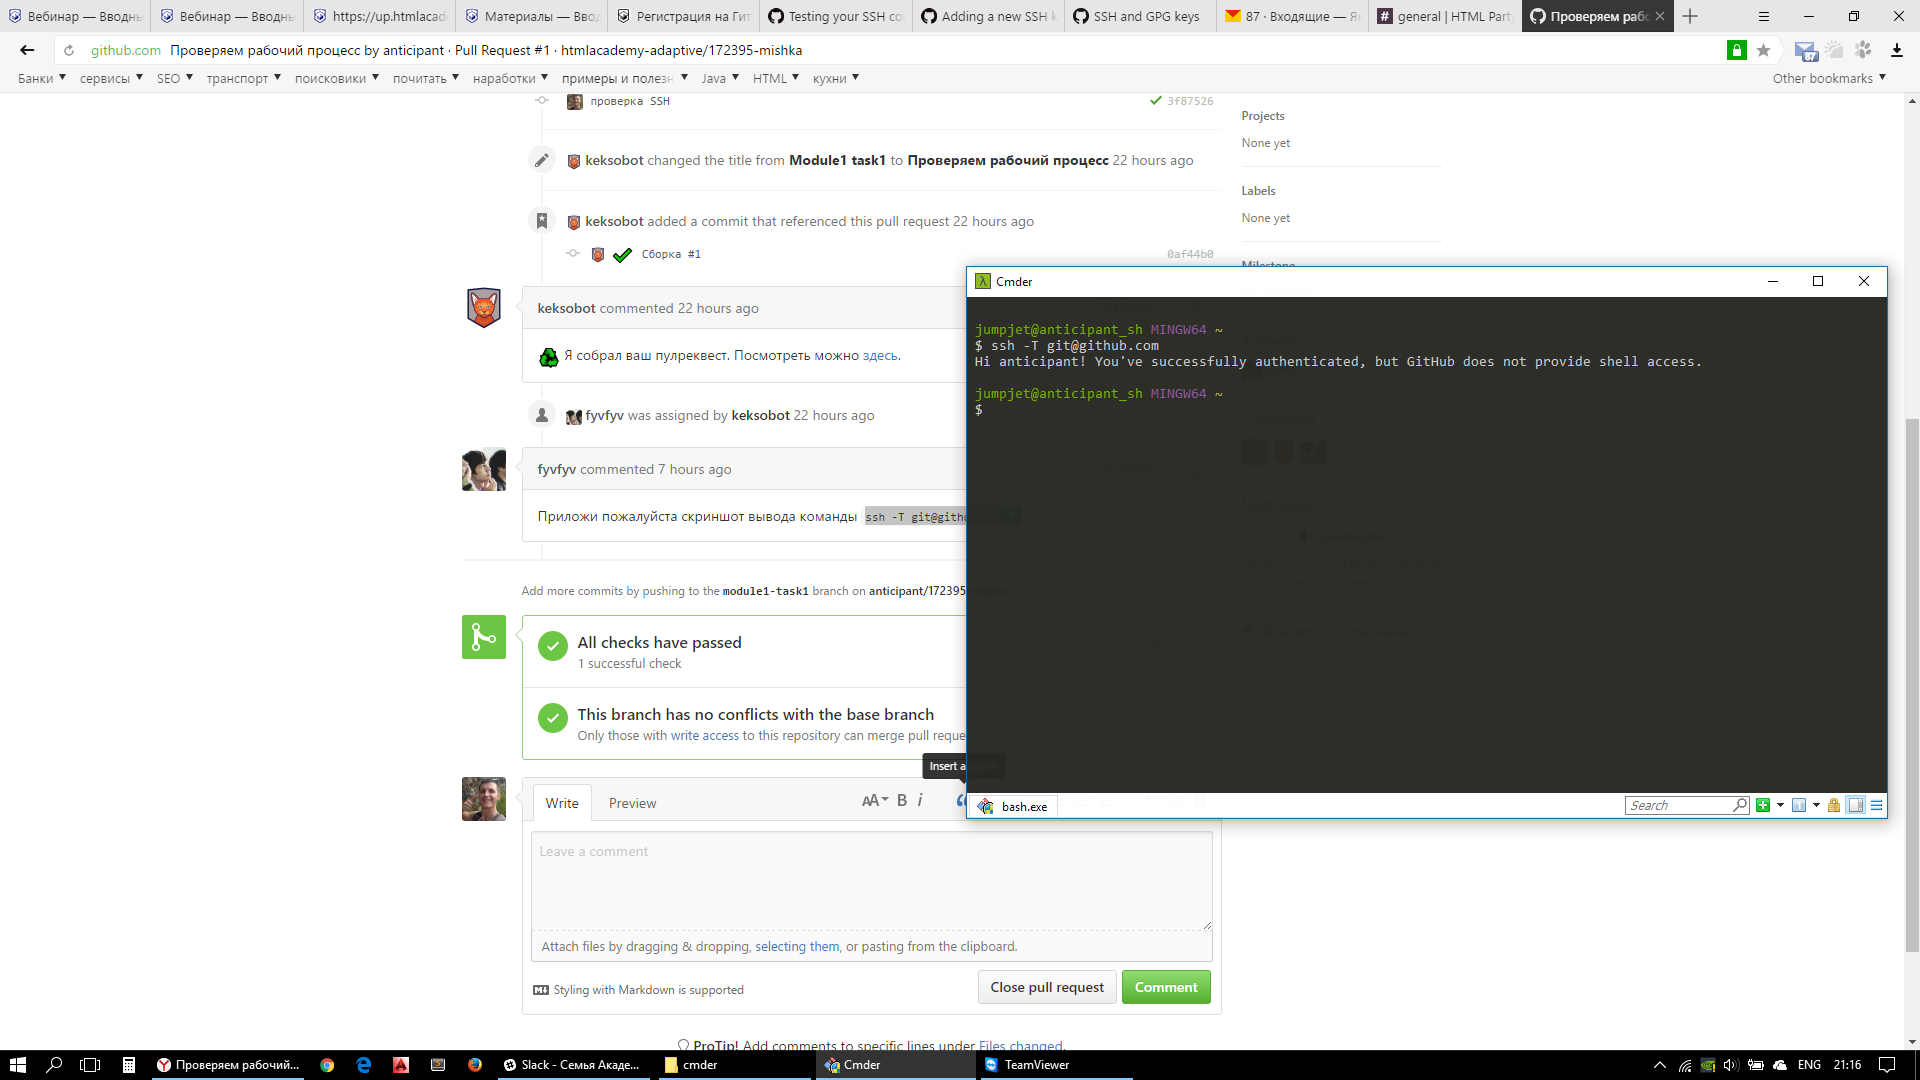 Вебинар — Вводны
Вебинар — Вводны
https://up.htmlacade
Материалы — Ввод
Регистрация на Гит
Testing your SSH co
Adding a new SSH k
SSH and GPG keys
87 · Входящие — Ян
general | HTML Party
Проверяем рабо
github.com Проверяем рабочий процесс by anticipant · Pull Request #1 · htmlacademy-adaptive/172395-mishka
87
Банки сервисы SEO транспорт поисковики почитать наработки примеры и полезн Java HTML кухни Other bookmarks
проверка SSH 3f87526
keksobot changed the title from Module1 task1 to Проверяем рабочий процесс 22 hours ago
keksobot added a commit that referenced this pull request 22 hours ago
Сборка #1 0af44b0
keksobot commented 22 hours ago
Я собрал ваш пулреквест. Посмотреть можно здесь.
fyvfyv was assigned by keksobot 22 hours ago
fyvfyv commented 7 hours ago
Приложи пожалуйста скриншот вывода команды ssh -T git@gith
Add more commits by pushing to the module1-task1 branch on anticipant/172395
All checks have passed
1 successful check
This branch has no conflicts with the base branch
Only those with write access to this repository can merge pull reque
Insert a
Write Preview AA B i
Leave a comment
Attach files by dragging & dropping, selecting them, or pasting from the clipboard.
Styling with Markdown is supported
Close pull request Comment
ProTip! Add comments to specific lines under Files changed.
Projects
None yet
Labels
None yet
Milestone
Cmder
jumpjet@anticipant_sh MINGW64 ~
$ ssh -T git@github.com
Hi anticipant! You've successfully authenticated, but GitHub does not provide shell access.
jumpjet@anticipant_sh MINGW64 ~
$
bash.exe Search
Проверяем рабочий...
Slack - Семья Акаде...
cmder
Cmder
TeamViewer
ENG 21:16